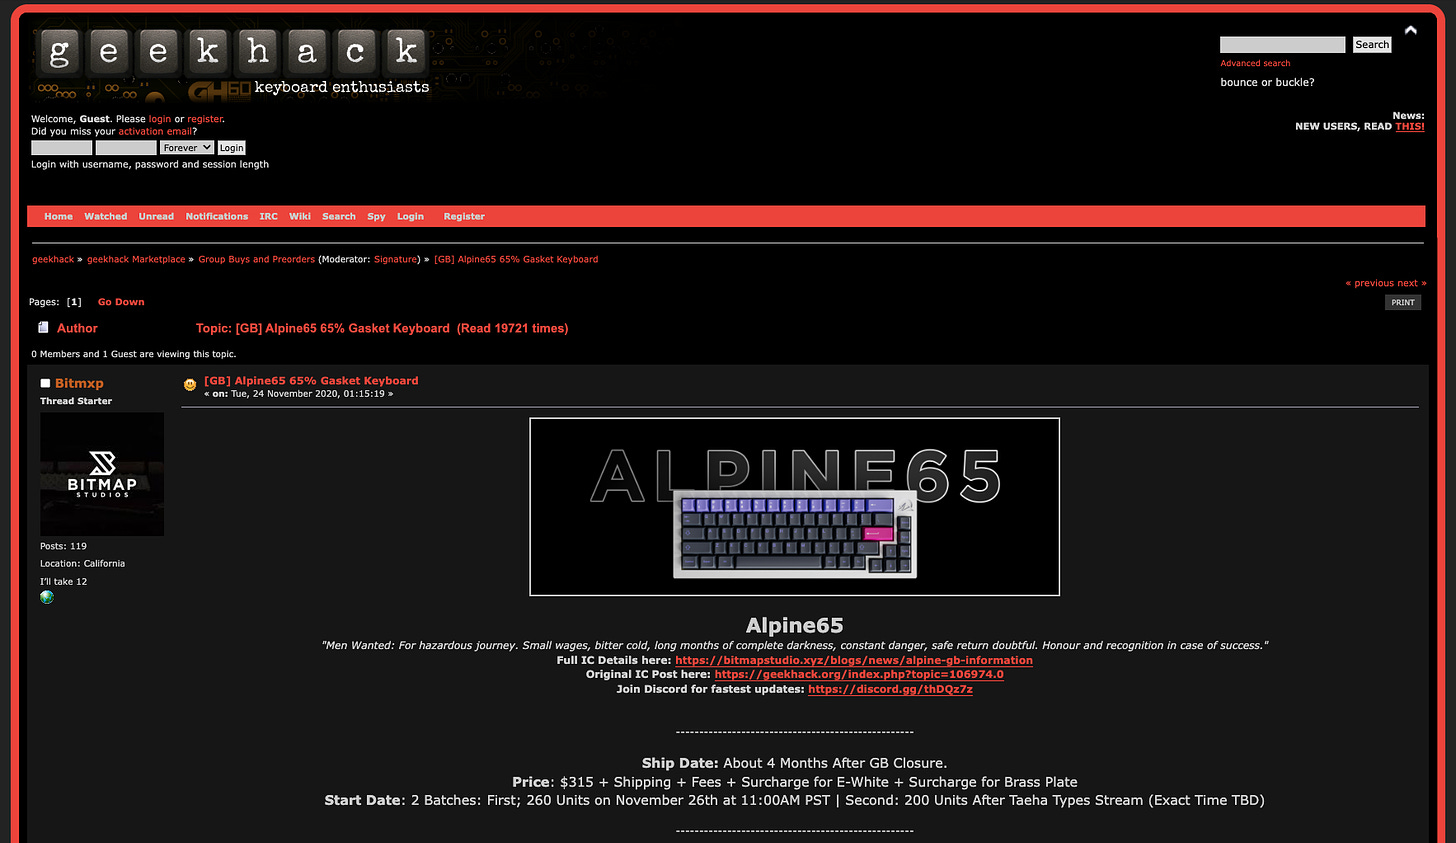 geekhack
GH60
keyboard enthusiasts
Search
Advanced search
bounce or buckle?
Welcome, Guest. Please login or register.
Did you miss your activation email?
Forever Login
Login with username, password and session length
News:
NEW USERS, READ THIS!
Home Watched Unread Notifications IRC Wiki Search Spy Login Register
geekhack » geekhack Marketplace » Group Buys and Preorders (Moderator: Signature) » [GB] Alpine65 65% Gasket Keyboard
« previous next »
Pages: [1] Go Down
PRINT
Author Topic: [GB] Alpine65 65% Gasket Keyboard (Read 19721 times)
0 Members and 1 Guest are viewing this topic.
Bitmxp
Thread Starter
BITMAP
STUDIOS
Posts: 119
Location: California
I'll take 12
[GB] Alpine65 65% Gasket Keyboard
« on: Tue, 24 November 2020, 01:15:19 »
ALPINE65
Alpine65
"Men Wanted: For hazardous journey. Small wages, bitter cold, long months of complete darkness, constant danger, safe return doubtful. Honour and recognition in case of success."
Full IC Details here: https://bitmapstudio.xyz/blogs/news/alpine-gb-information
Original IC Post here: https://geekhack.org/index.php?topic=106974.0
Join Discord for fastest updates: https://discord.gg/thDQz7z
---------------------------------------------------
Ship Date: About 4 Months After GB Closure.
Price: $315 + Shipping + Fees + Surcharge for E-White + Surcharge for Brass Plate
Start Date: 2 Batches: First; 260 Units on November 26th at 11:00AM PST | Second: 200 Units After Taeha Types Stream (Exact Time TBD)
---------------------------------------------------